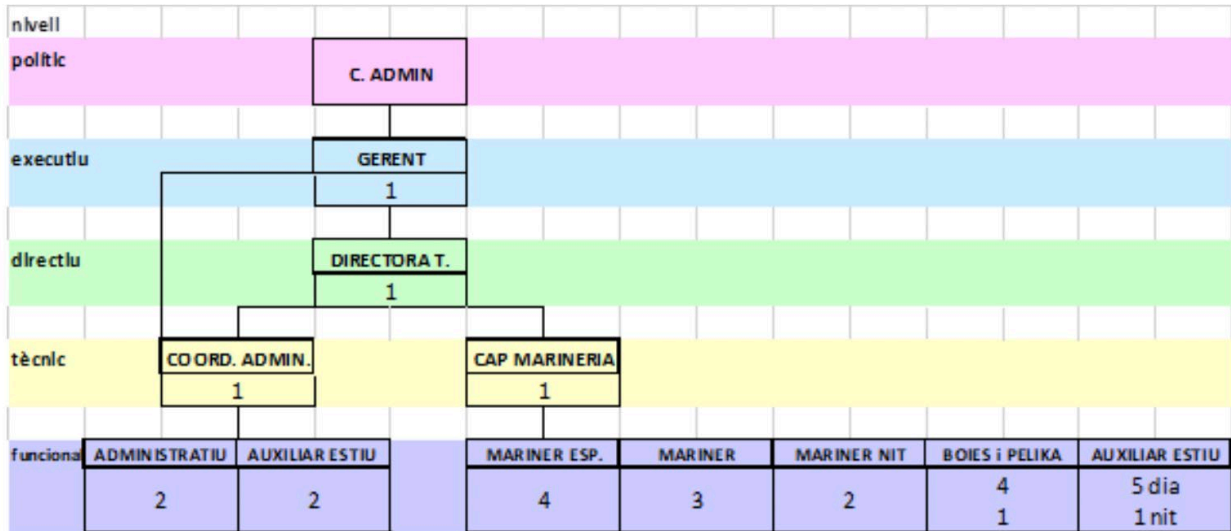 nivell
polític
C. ADMIN
executiu
GERENT
1
directiu
DIRECTORA T.
1
tècnic
COORD. ADMIN.
CAP MARINERIA
1
1
funcional
ADMINISTRATIU
AUXILIAR ESTIU
MARINER ESP.
MARINER
MARINER NIT
BOIES i PELIKA
AUXILIAR ESTIU
2
2
4
3
2
4
1
5 dia
1 nit